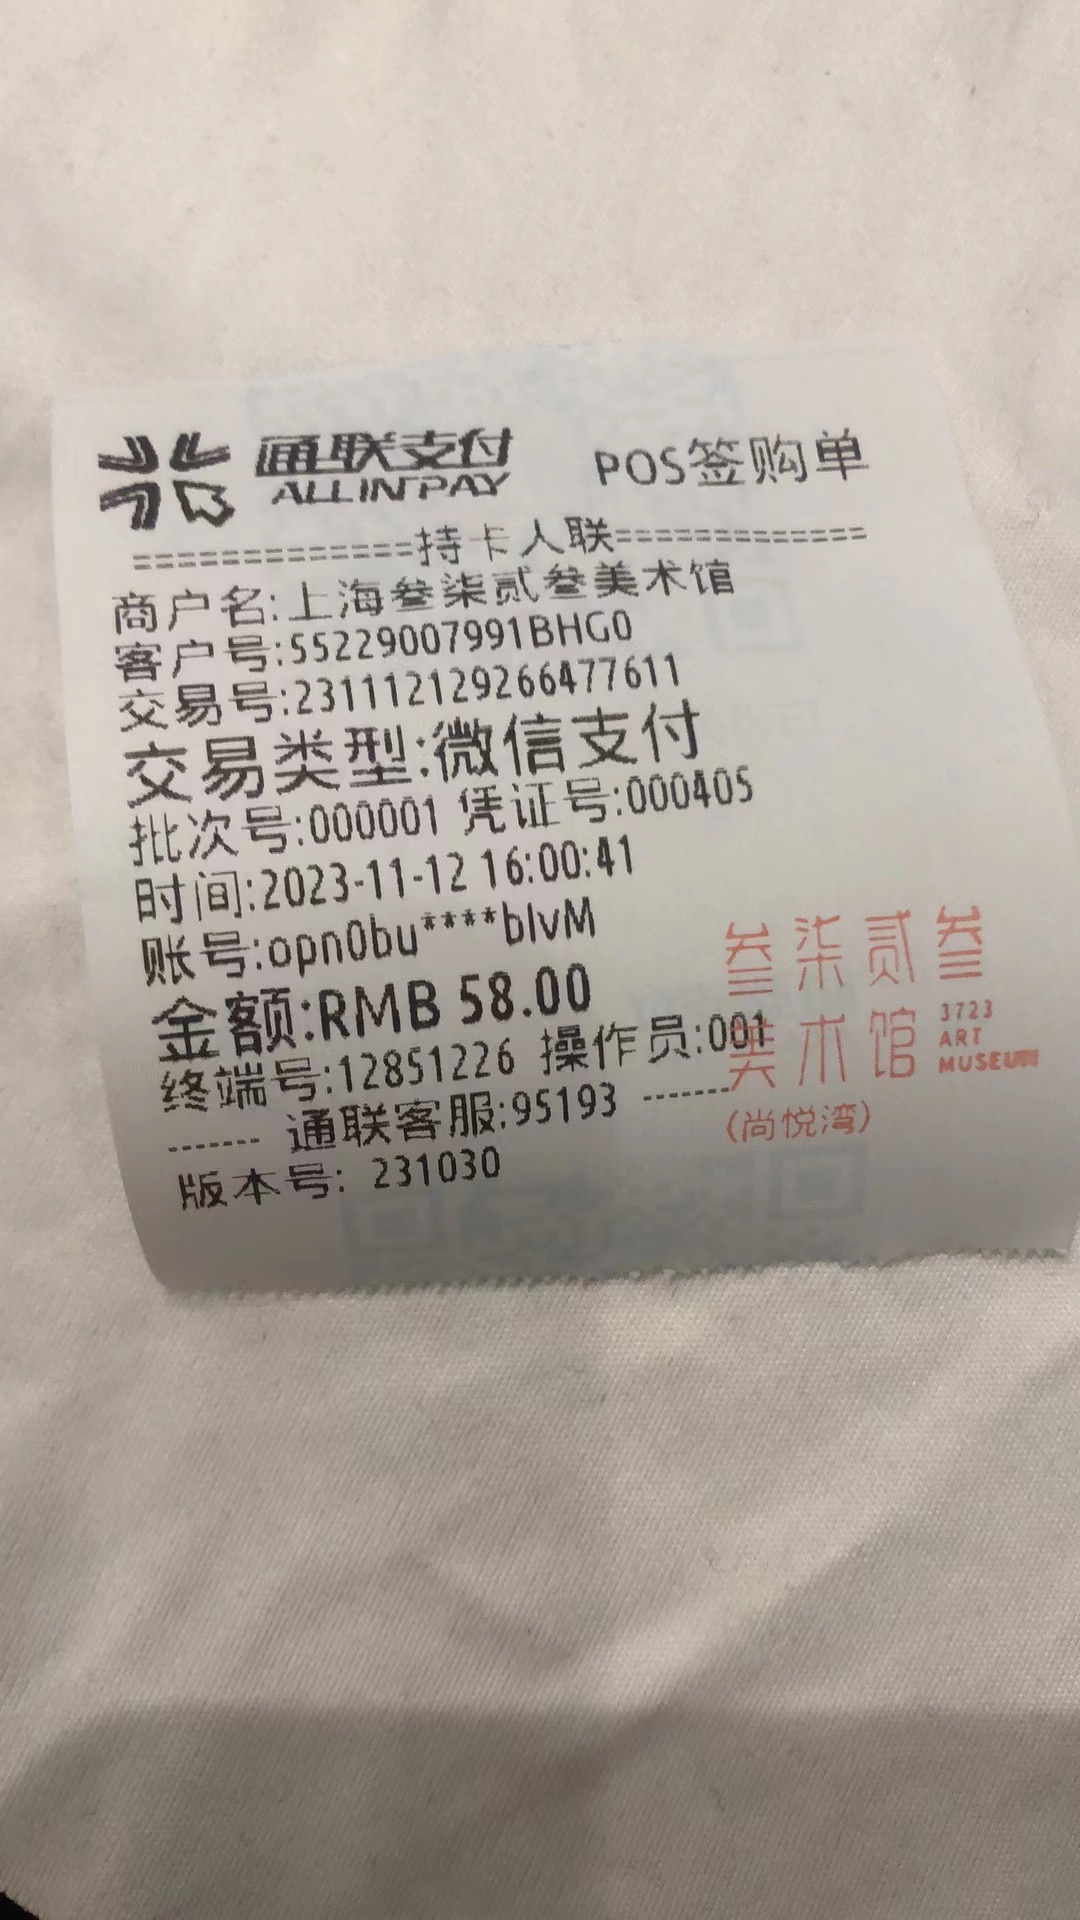 通联支付
ALLINPAY
POS签购单
=============持卡人联=============
商户名:上海叁柒贰叁美术馆
客户号:55229007991BHG0
交易号:231112129266477611
交易类型:微信支付
批次号:000001 凭证号:000405
时间:2023-11-12 16:00:41
账号:opn0bu****blvM
金额:RMB 58.00
终端号:12851226 操作员:001
------- 通联客服:95193 -------
版本号: 231030
叁柒贰叁
美术馆
3723
ART
MUSEUM
(尚悦湾)